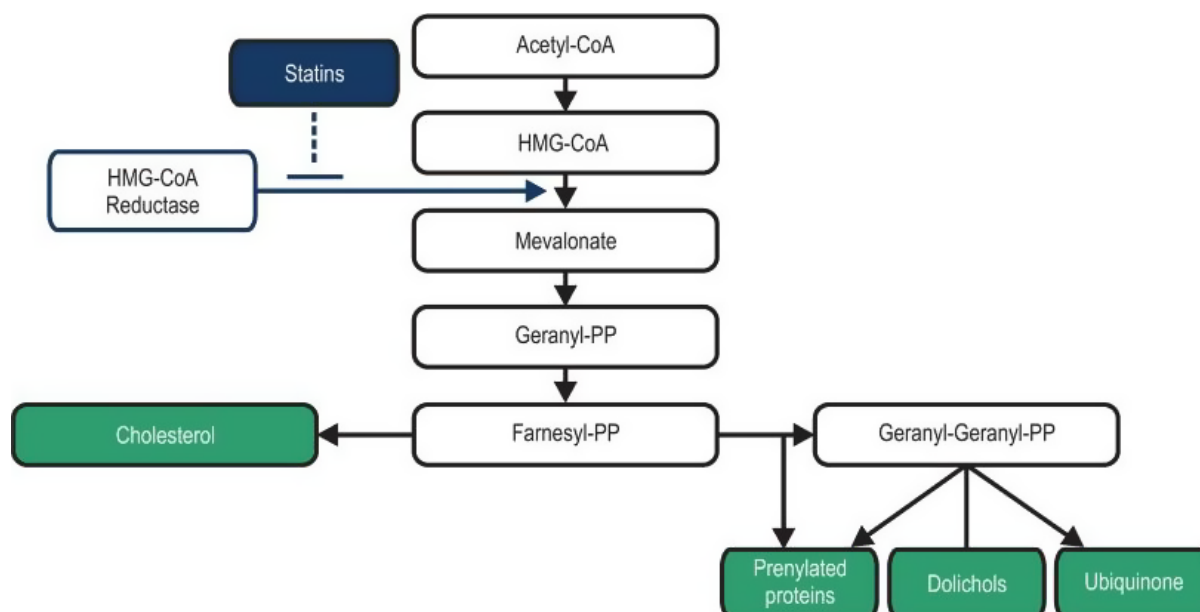 Acetyl-CoA
Statins
HMG-CoA
HMG-CoA
Reductase
Mevalonate
Geranyl-PP
Cholesterol
Farnesyl-PP
Geranyl-Geranyl-PP
Prenylated
proteins
Dolichols
Ubiquinone